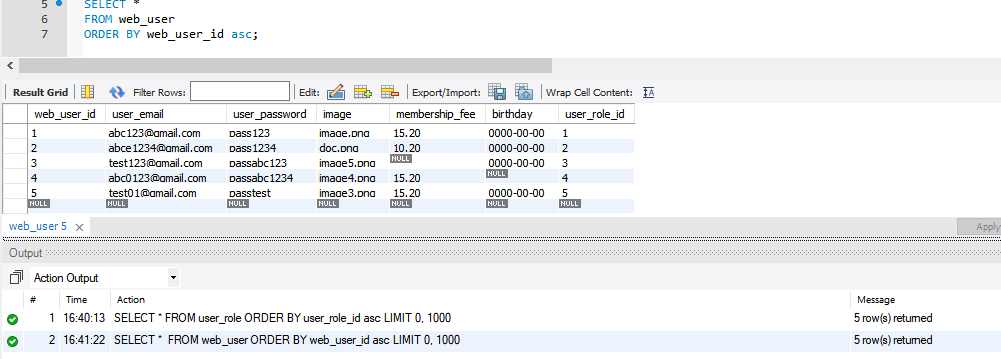 5 SELECT *
6 FROM web_user
7 ORDER BY web_user_id asc;
Result Grid Filter Rows: Edit: Export/Import: Wrap Cell Content: IA
web_user_id user_email user_password image membership_fee birthday user_role_id
1 abc123@gmail.com pass123 image.png 15.20 0000-00-00 1
2 abce1234@gmail.com pass1234 doc.png 10.20 0000-00-00 2
3 test123@gmail.com passabc123 image5.png NULL 0000-00-00 3
4 abc0123@gmail.com passabc1234 image4.png 15.20 NULL 4
5 test01@gmail.com passtest image3.png 15.20 0000-00-00 5
NULL NULL NULL NULL NULL NULL NULL
web_user 5 Apply
Output
Action Output
# Time Action Message
1 16:40:13 SELECT * FROM user_role ORDER BY user_role_id asc LIMIT 0, 1000 5 row(s) returned
2 16:41:22 SELECT * FROM web_user ORDER BY web_user_id asc LIMIT 0, 1000 5 row(s) returned